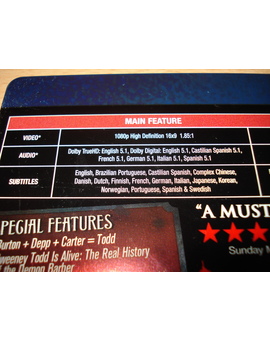 MAIN FEATURE
VIDEO* 1080p High Definition 16x9 1.85:1
AUDIO* Dolby TrueHD: English 5.1, Dolby Digital: English 5.1, Castilian Spanish 5.1,
French 5.1, German 5.1, Italian 5.1, Spanish 5.1
SUBTITLES English, Brazilian Portuguese, Castilian Spanish, Complex Chinese,
Danish, Dutch, Finnish, French, German, Italian, Japanese, Korean,
Norwegian, Portuguese, Spanish & Swedish
SPECIAL FEATURES
Burton + Depp + Carter = Todd
Sweeney Todd Is Alive: The Real History
of the Demon Barber
"A MUST
Sunday M